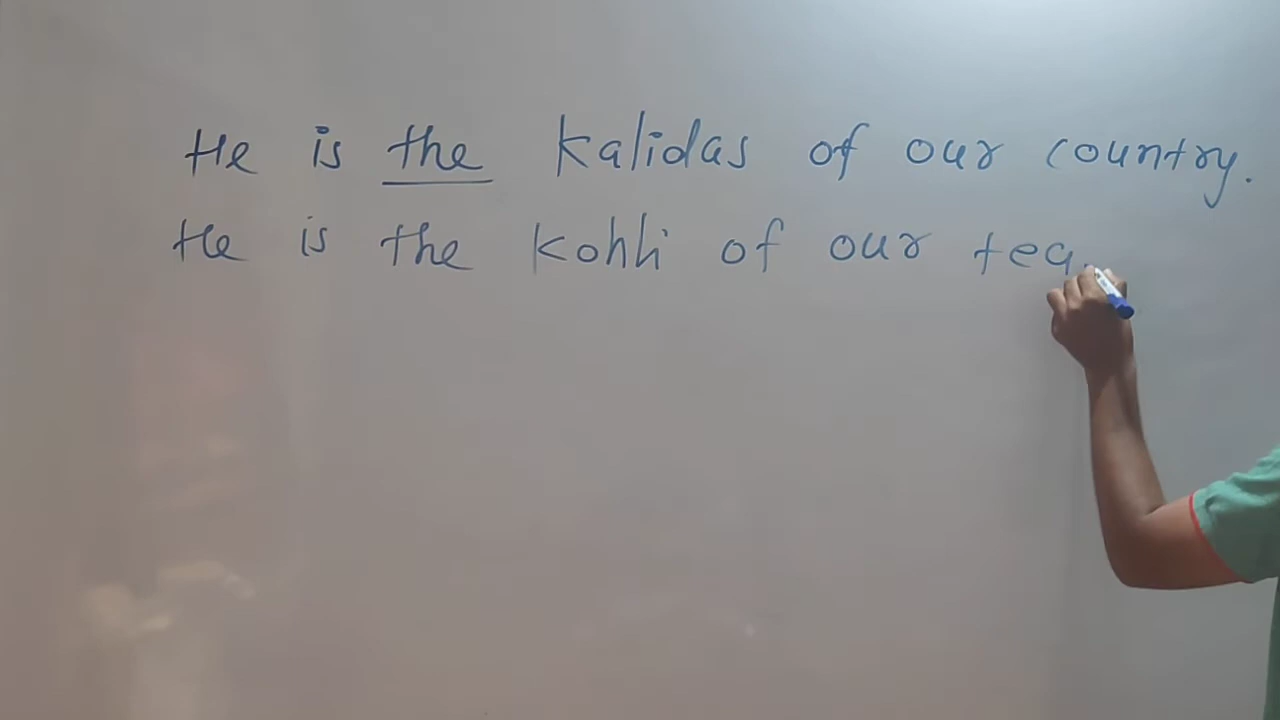 He is the Kalidas of our country.
He is the Kohli of our tea